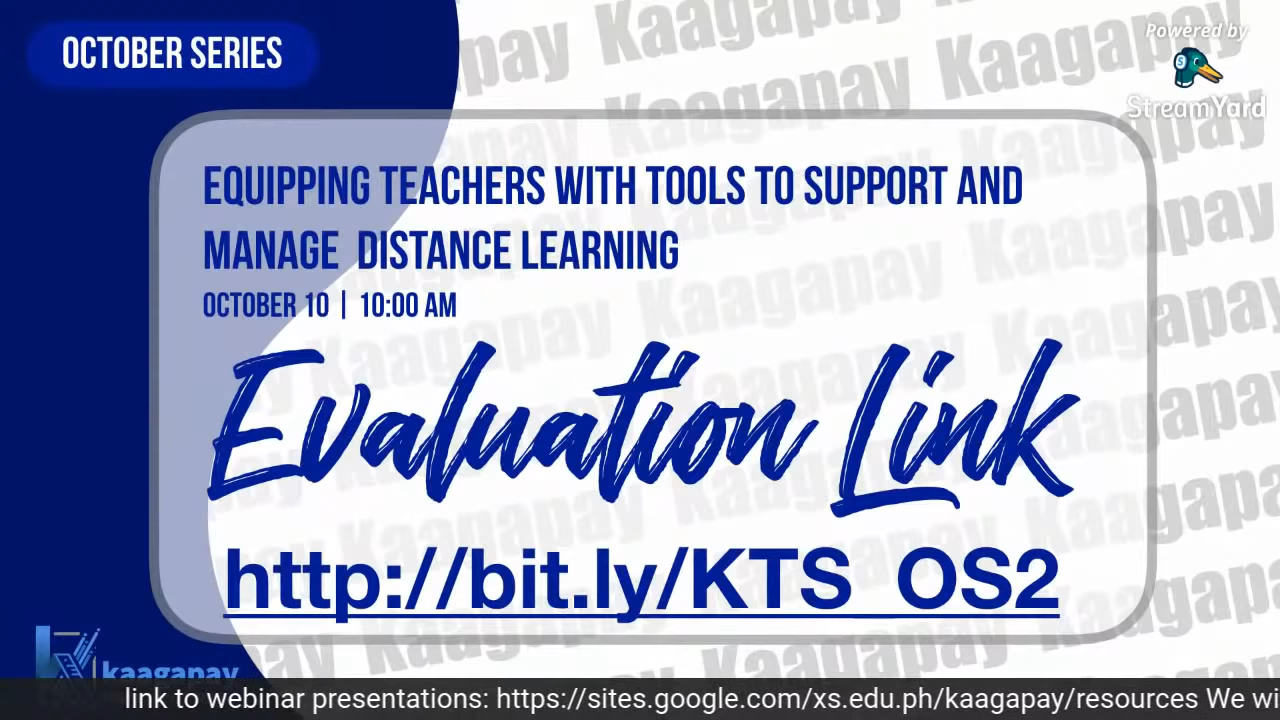 OCTOBER SERIES
Powered by
StreamYard
EQUIPPING TEACHERS WITH TOOLS TO SUPPORT AND
MANAGE DISTANCE LEARNING
OCTOBER 10 | 10:00 AM
Evaluation Link
http://bit.ly/KTS_OS2
kaagapay
link to webinar presentations: https://sites.google.com/xs.edu.ph/kaagapay/resources We wi